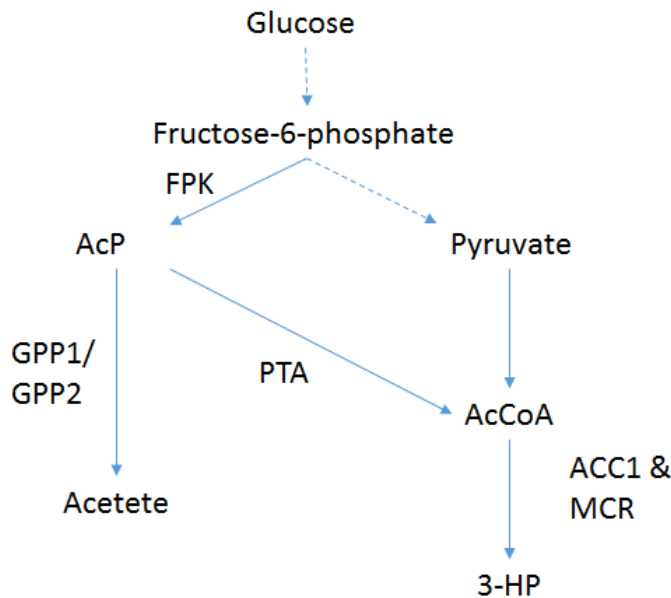 Glucose
Fructose-6-phosphate
FPK
AcP
Pyruvate
GPP1/
GPP2
PTA
AcCoA
ACC1 &
MCR
Acetete
3-HP